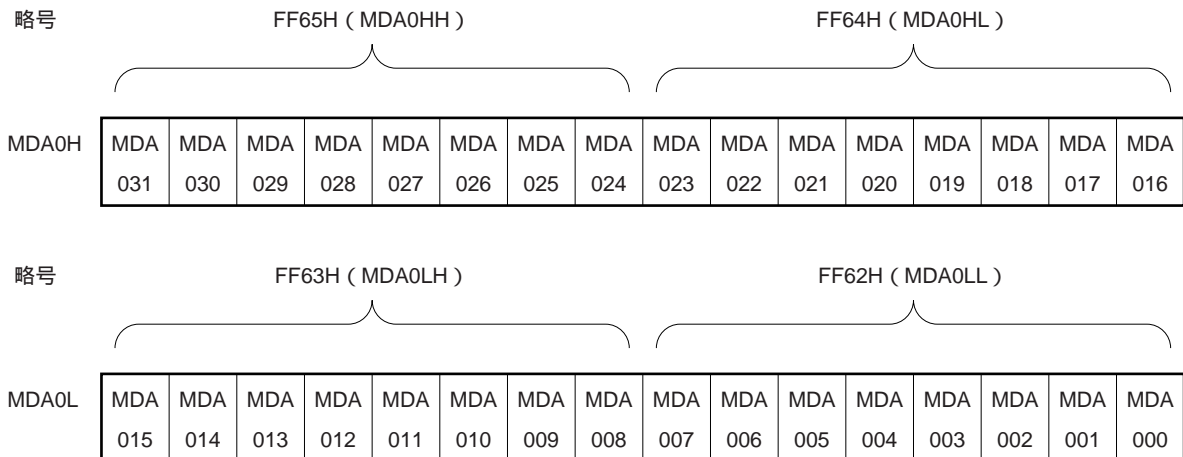 略号 FF65H（MDA0HH） FF64H（MDA0HL）
MDA0H MDA MDA MDA MDA MDA MDA MDA MDA MDA MDA MDA MDA MDA MDA MDA MDA
031 030 029 028 027 026 025 024 023 022 021 020 019 018 017 016
略号 FF63H（MDA0LH） FF62H（MDA0LL）
MDA0L MDA MDA MDA MDA MDA MDA MDA MDA MDA MDA MDA MDA MDA MDA MDA MDA
015 014 013 012 011 010 009 008 007 006 005 004 003 002 001 000